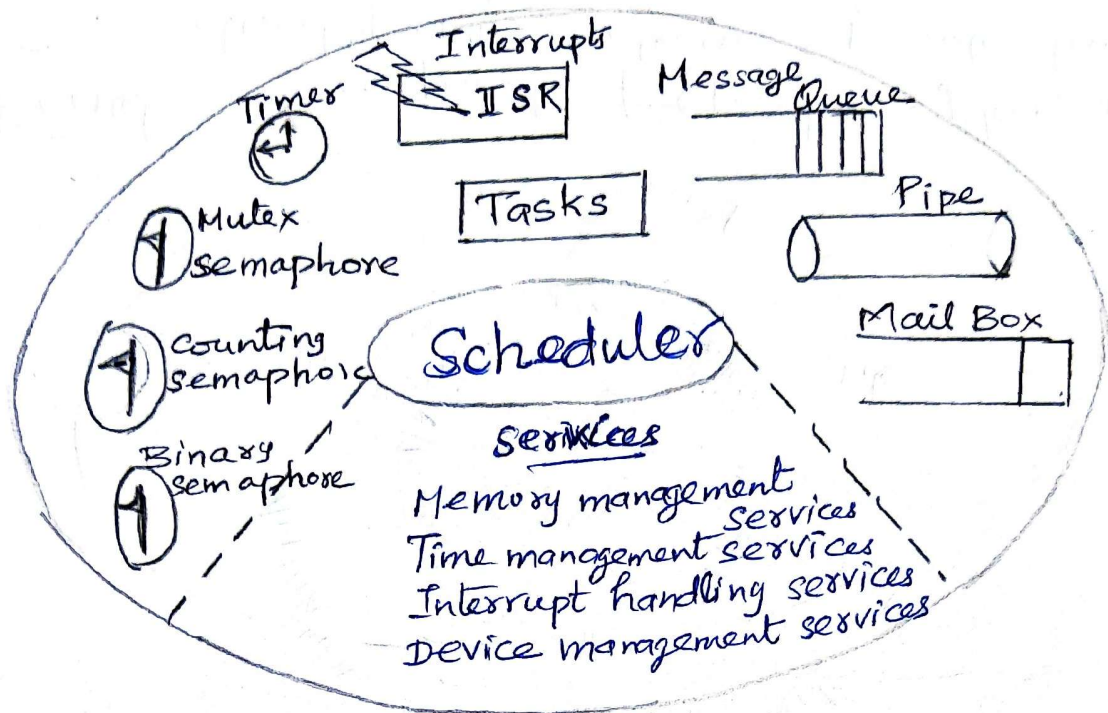 Interrupts
ISR
Timer
Message
Queue
Tasks
Pipe
Mutex
semaphore
Mail Box
Counting
semaphore
Scheduler
Binary
semaphore
services
Memory management
services
Time management services
Interrupt handling services
Device management services